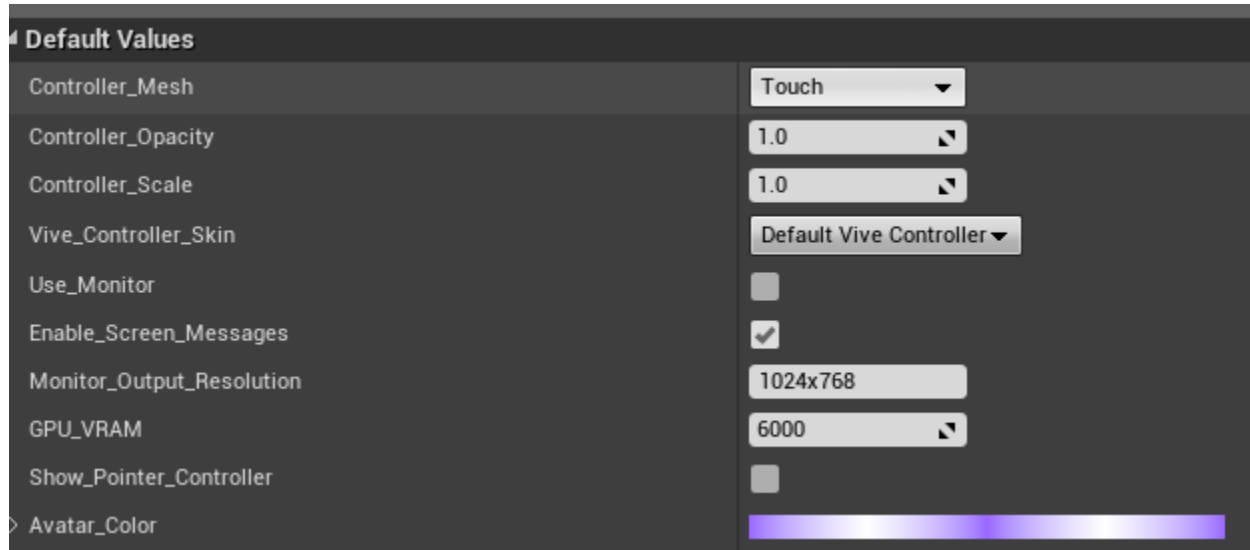 Default Values
Controller_Mesh Touch
Controller_Opacity 1.0
Controller_Scale 1.0
Vive_Controller_Skin Default Vive Controller
Use_Monitor
Enable_Screen_Messages
Monitor_Output_Resolution 1024x768
GPU_VRAM 6000
Show_Pointer_Controller
Avatar_Color